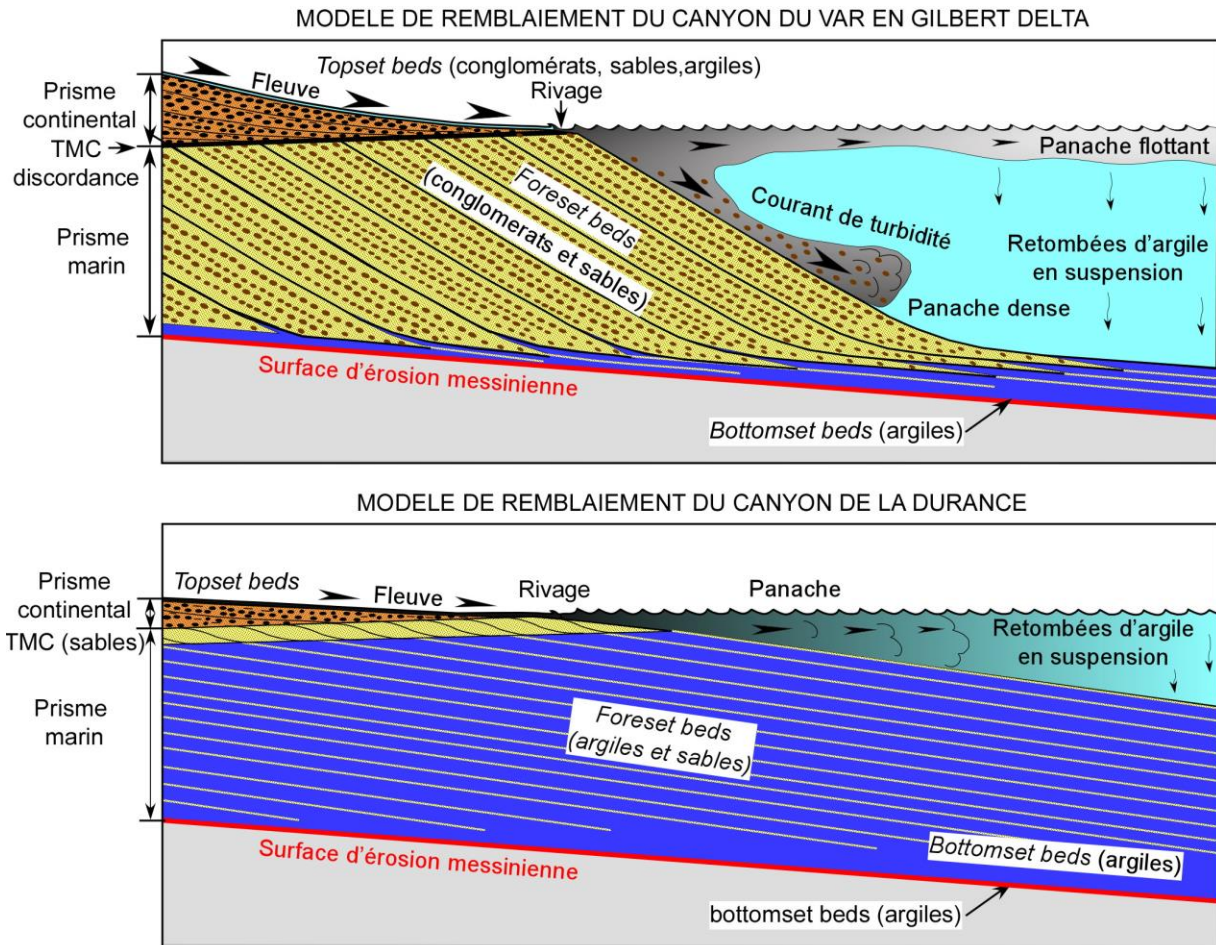 MODELE DE REMBLAIEMENT DU CANYON DU VAR EN GILBERT DELTA
Topset beds (conglomérats, sables,argiles)
Fleuve
Rivage
Prisme
continental
TMC
discordance
Prisme
marin
Panache flottant
Foreset beds
(conglomerats et sables)
Courant de turbidité
Retombées d'argile
en suspension
Panache dense
Surface d'érosion messinienne
Bottomset beds (argiles)
MODELE DE REMBLAIEMENT DU CANYON DE LA DURANCE
Prisme
continental
TMC (sables)
Prisme
marin
Topset beds
Fleuve
Rivage
Panache
Retombées d'argile
en suspension
Foreset beds
(argiles et sables)
Bottomset beds (argiles)
Surface d'érosion messinienne
bottomset beds (argiles)